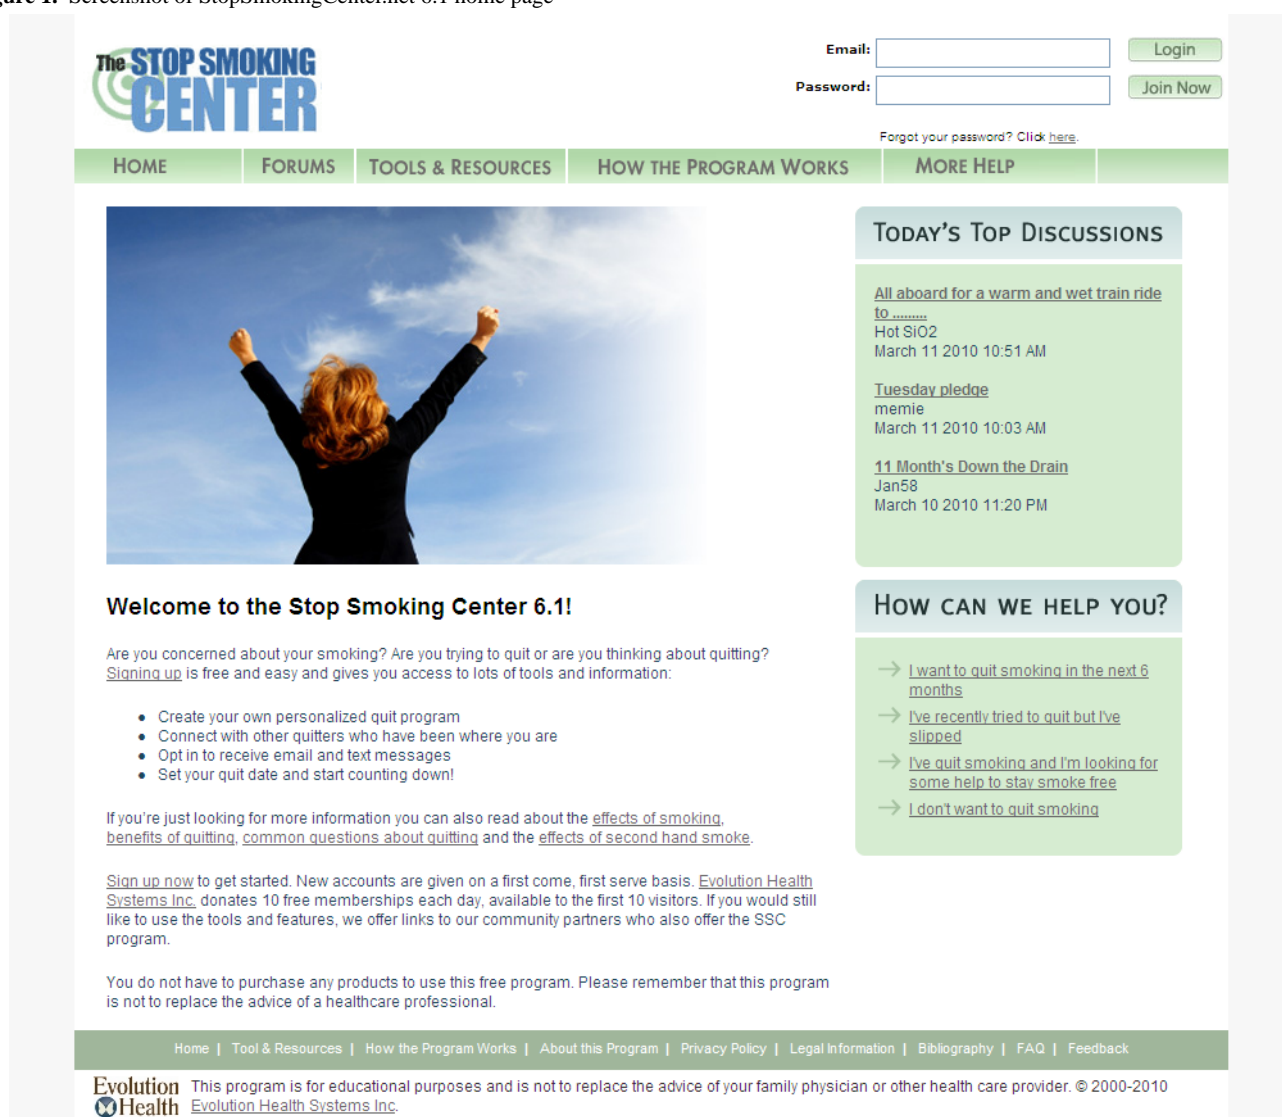 Figure 1. Screenshot of StopSmokingCenter.net 6.1 home page
The STOP SMOKING
CENTER
Email:
Login
Password:
Join Now
Forgot your password? Click here.
HOME FORUMS TOOLS & RESOURCES HOW THE PROGRAM WORKS MORE HELP
TODAY'S TOP DISCUSSIONS
All aboard for a warm and wet train ride
to .........
Hot SiO2
March 11 2010 10:51 AM
Tuesday pledge
memie
March 11 2010 10:03 AM
11 Month's Down the Drain
Jan58
March 10 2010 11:20 PM
Welcome to the Stop Smoking Center 6.1!
Are you concerned about your smoking? Are you trying to quit or are you thinking about quitting?
Signing up is free and easy and gives you access to lots of tools and information:
● Create your own personalized quit program
● Connect with other quitters who have been where you are
● Opt in to receive email and text messages
● Set your quit date and start counting down!
If you're just looking for more information you can also read about the effects of smoking,
benefits of quitting, common questions about quitting and the effects of second hand smoke.
Sign up now to get started. New accounts are given on a first come, first serve basis. Evolution Health
Systems Inc. donates 10 free memberships each day, available to the first 10 visitors. If you would still
like to use the tools and features, we offer links to our community partners who also offer the SSC
program.
You do not have to purchase any products to use this free program. Please remember that this program
is not to replace the advice of a healthcare professional.
HOW CAN WE HELP YOU?
I want to quit smoking in the next 6
months
I've recently tried to quit but I've
slipped
I've quit smoking and I'm looking for
some help to stay smoke free
I don't want to quit smoking
Home | Tool & Resources | How the Program Works | About this Program | Privacy Policy | Legal Information | Bibliography | FAQ | Feedback
Evolution
Health
This program is for educational purposes and is not to replace the advice of your family physician or other health care provider. © 2000-2010
Evolution Health Systems Inc.